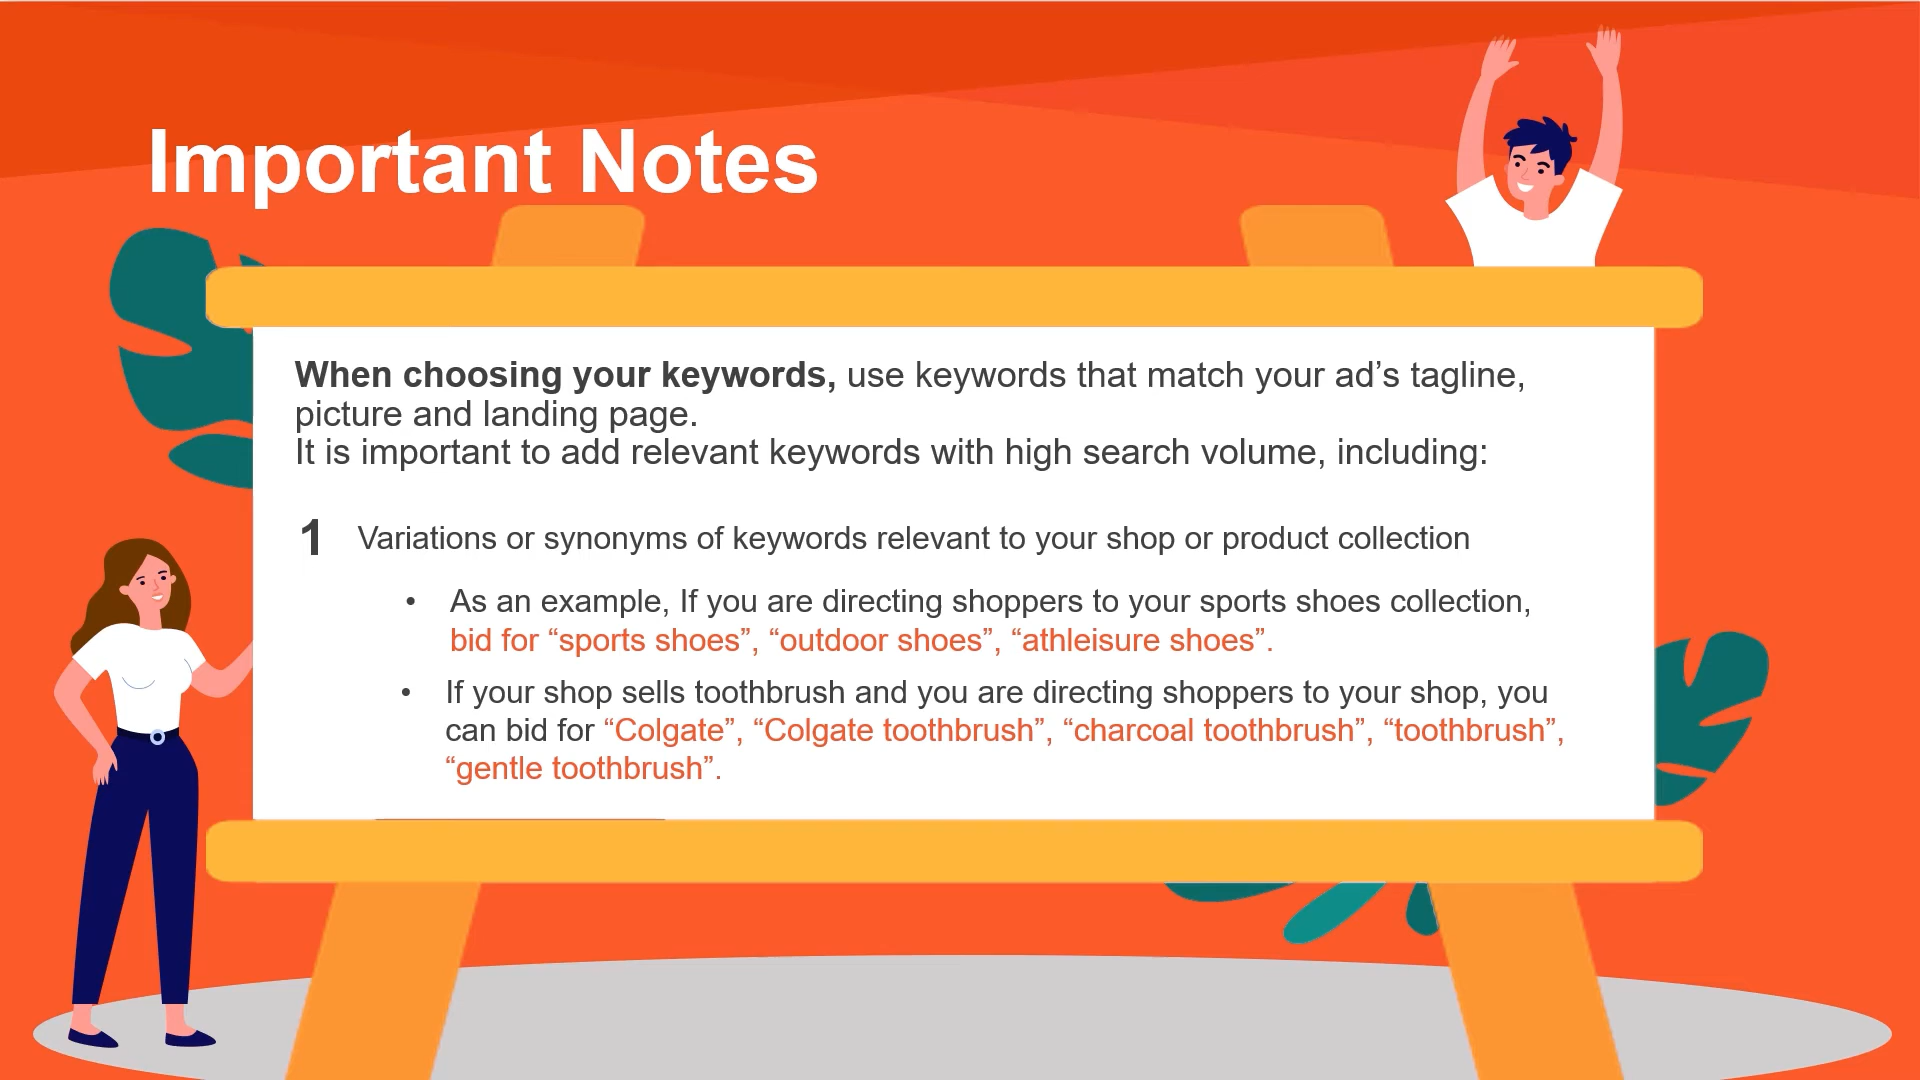 Important Notes
When choosing your keywords, use keywords that match your ad’s tagline,
picture and landing page.
It is important to add relevant keywords with high search volume, including:
1 Variations or synonyms of keywords relevant to your shop or product collection
• As an example, If you are directing shoppers to your sports shoes collection,
bid for “sports shoes”, “outdoor shoes”, “athleisure shoes”.
• If your shop sells toothbrush and you are directing shoppers to your shop, you
can bid for “Colgate”, “Colgate toothbrush”, “charcoal toothbrush”, “toothbrush”,
“gentle toothbrush”.